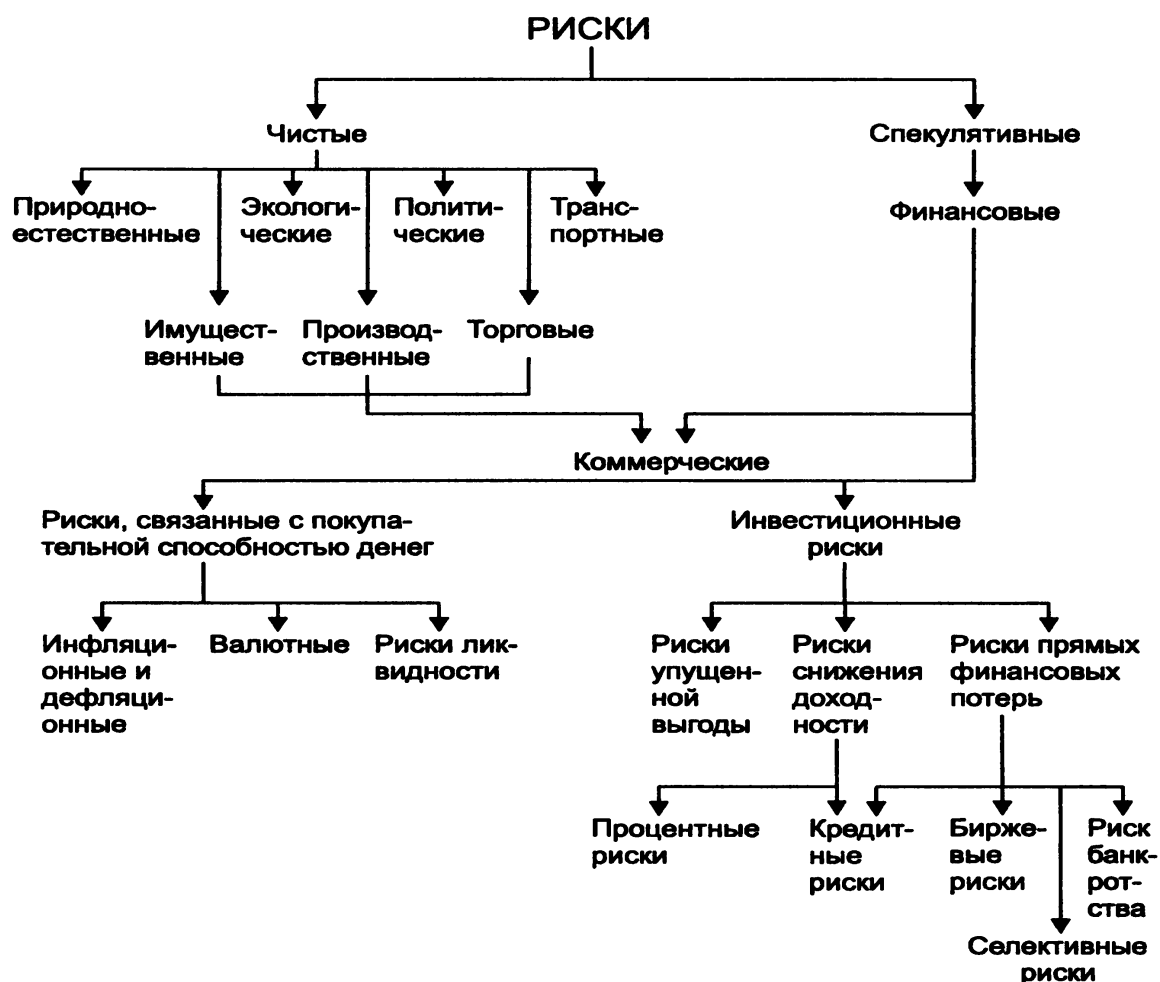 РИСКИ
Чистые
Спекулятивные
Природно-
естественные
Экологи-
ческие
Полити-
ческие
Транс-
портные
Финансовые
Имущест-
венные
Производ-
ственные
Торговые
Коммерческие
Риски, связанные с покупа-
тельной способностью денег
Инвестиционные
риски
Инфляци-
онные и
дефляци-
онные
Валютные
Риски лик-
видности
Риски
упущен-
ной
выгоды
Риски
снижения
доход-
ности
Риски прямых
финансовых
потерь
Процентные
риски
Кредит-
ные
риски
Бирже-
вые
риски
Риск
банк-
рот-
ства
Селективные
риски